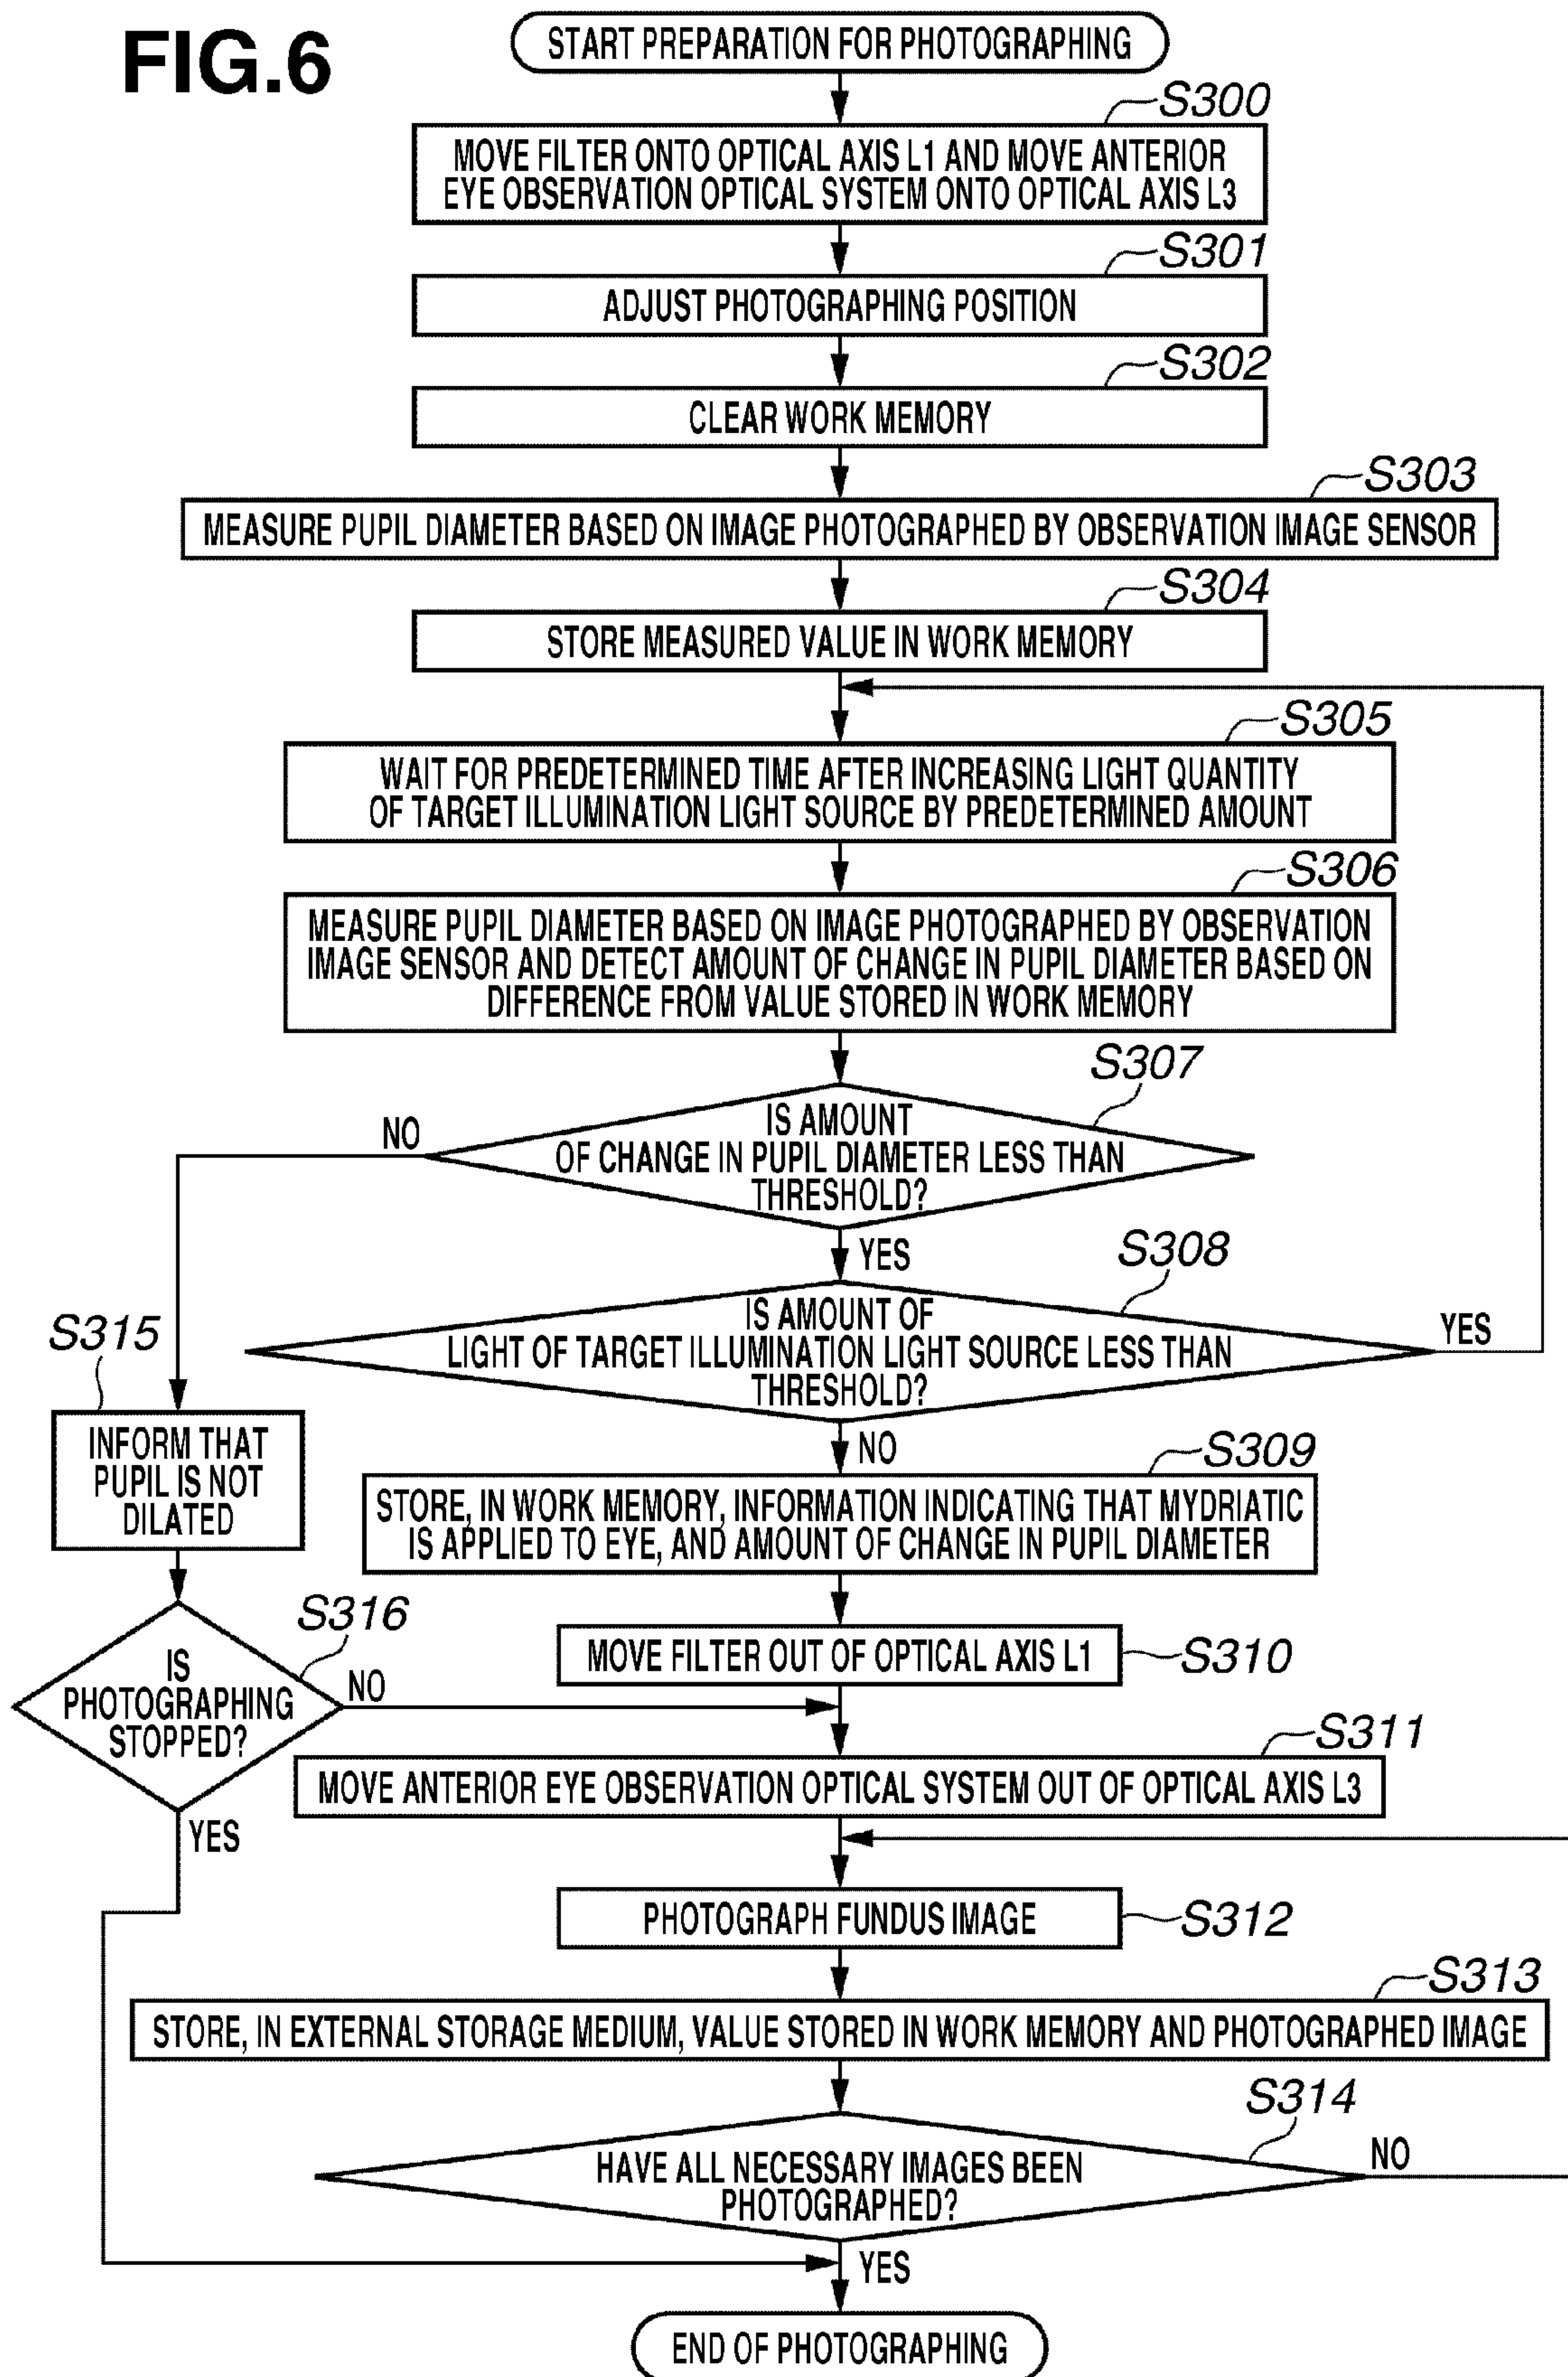 FIG.6
START PREPARATION FOR PHOTOGRAPHING
S300
MOVE FILTER ONTO OPTICAL AXIS L1 AND MOVE ANTERIOR
EYE OBSERVATION OPTICAL SYSTEM ONTO OPTICAL AXIS L3
S301
ADJUST PHOTOGRAPHING POSITION
S302
CLEAR WORK MEMORY
S303
MEASURE PUPIL DIAMETER BASED ON IMAGE PHOTOGRAPHED BY OBSERVATION IMAGE SENSOR
S304
STORE MEASURED VALUE IN WORK MEMORY
S305
WAIT FOR PREDETERMINED TIME AFTER INCREASING LIGHT QUANTITY
OF TARGET ILLUMINATION LIGHT SOURCE BY PREDETERMINED AMOUNT
S306
MEASURE PUPIL DIAMETER BASED ON IMAGE PHOTOGRAPHED BY OBSERVATION
IMAGE SENSOR AND DETECT AMOUNT OF CHANGE IN PUPIL DIAMETER BASED ON
DIFFERENCE FROM VALUE STORED IN WORK MEMORY
S307
IS AMOUNT
OF CHANGE IN PUPIL DIAMETER LESS THAN
THRESHOLD?
NO
YES
S308
IS AMOUNT OF
LIGHT OF TARGET ILLUMINATION LIGHT SOURCE LESS THAN
THRESHOLD?
YES
NO
S315
INFORM THAT
PUPIL IS NOT
DILATED
S309
STORE, IN WORK MEMORY, INFORMATION INDICATING THAT MYDRIATIC
IS APPLIED TO EYE, AND AMOUNT OF CHANGE IN PUPIL DIAMETER
S316
IS
PHOTOGRAPHING
STOPPED?
NO
YES
MOVE FILTER OUT OF OPTICAL AXIS L1
S310
S311
MOVE ANTERIOR EYE OBSERVATION OPTICAL SYSTEM OUT OF OPTICAL AXIS L3
PHOTOGRAPH FUNDUS IMAGE
S312
S313
STORE, IN EXTERNAL STORAGE MEDIUM, VALUE STORED IN WORK MEMORY AND PHOTOGRAPHED IMAGE
S314
HAVE ALL NECESSARY IMAGES BEEN
PHOTOGRAPHED?
NO
YES
END OF PHOTOGRAPHING